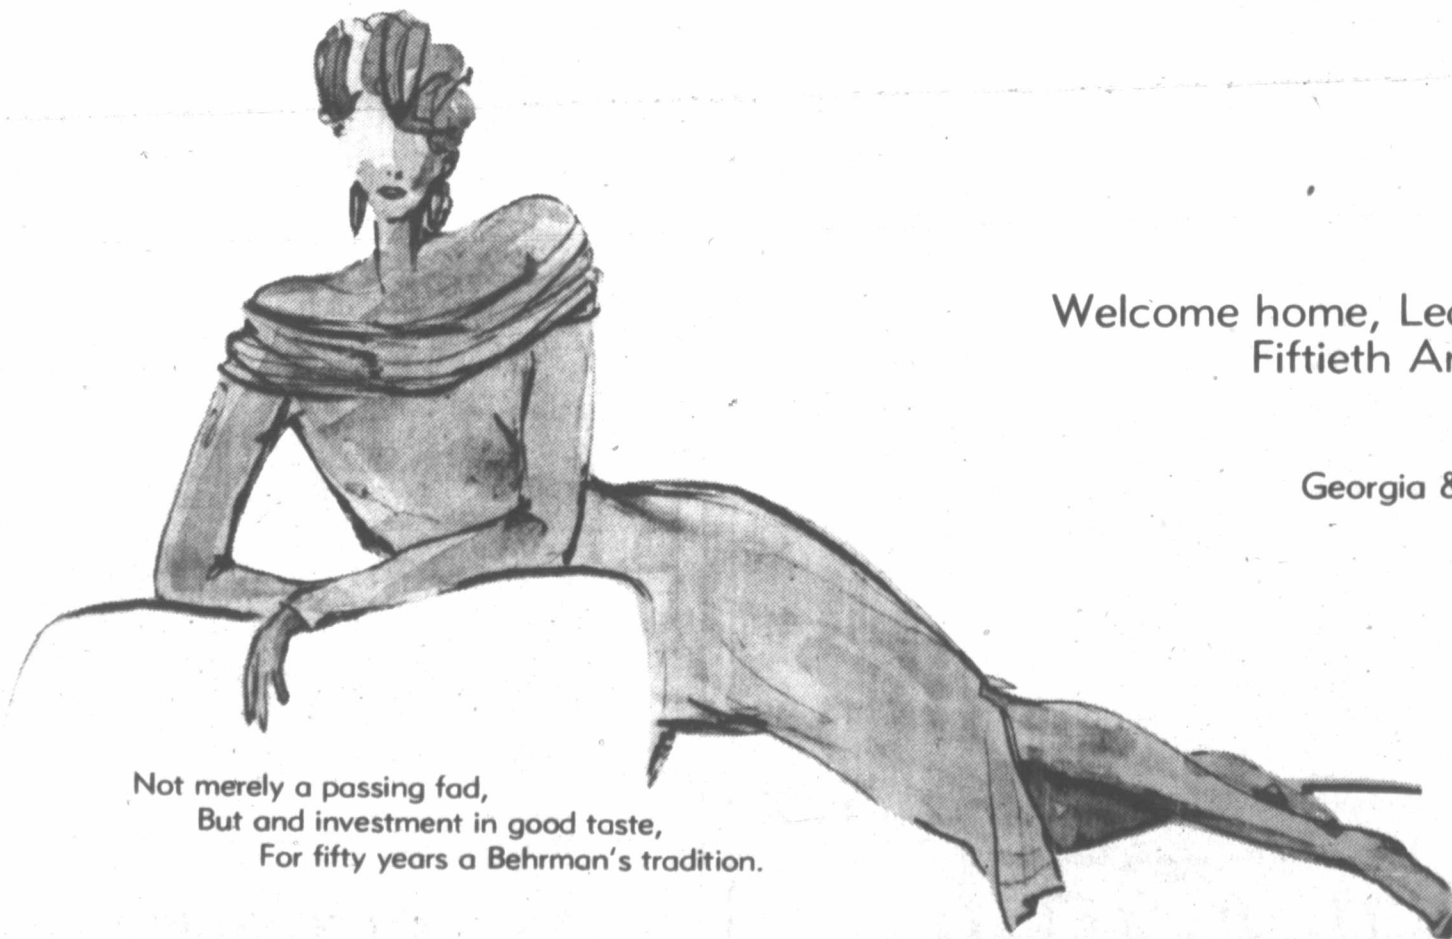 Welcome home,
Fiftieth
Georgia &
Not merely a passing fad,
But and investment in good taste,
For fifty years a Behrman's tradition.